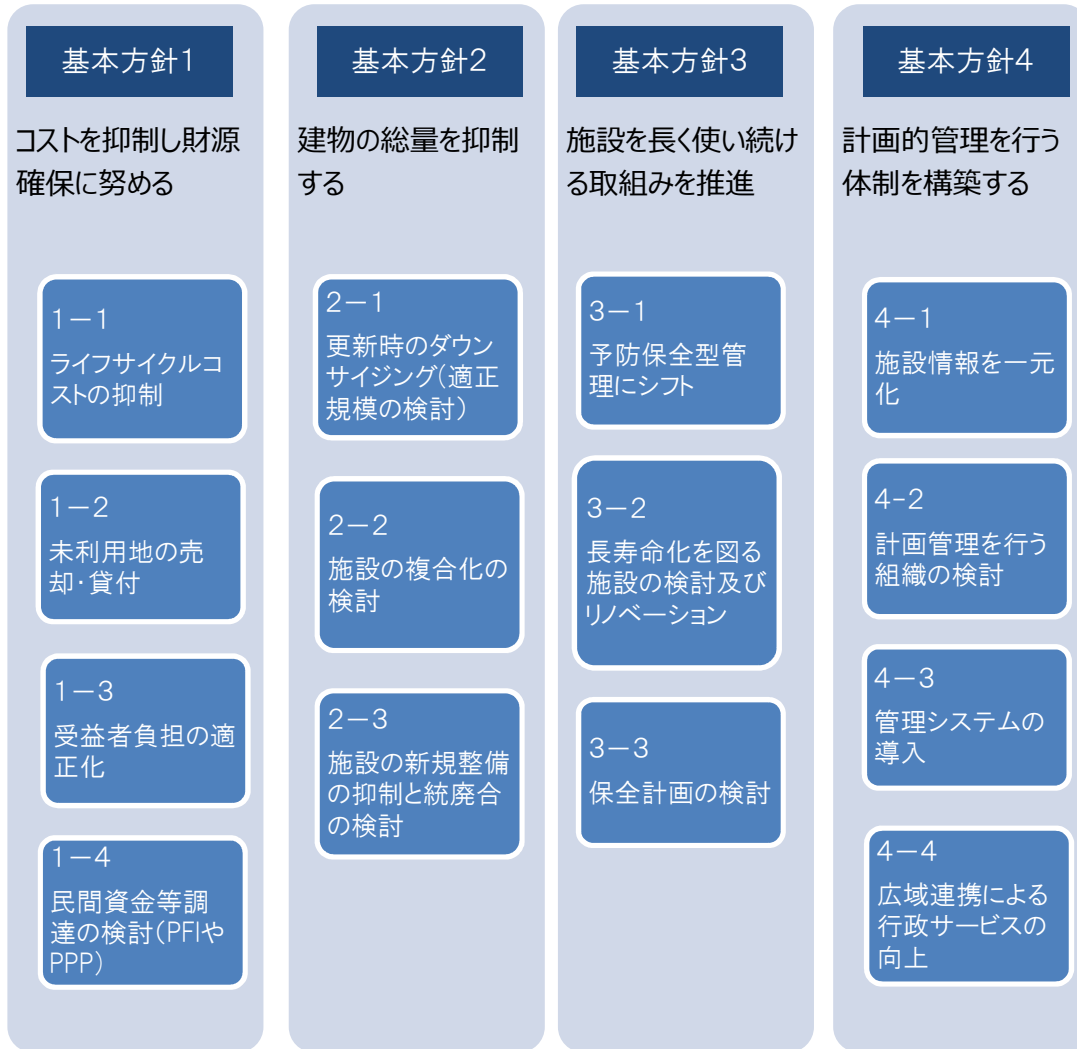 基本方針1
コストを抑制し財源
確保に努める
1－1
ライフサイクルコ
ストの抑制
1－2
未利用地の売
却・貸付
1－3
受益者負担の適
正化
1－4
民間資金等調
達の検討(PFIや
PPP)
基本方針2
建物の総量を抑制
する
2－1
更新時のダウン
サイジング(適正
規模の検討)
2－2
施設の複合化の
検討
2－3
施設の新規整備
の抑制と統廃合
の検討
基本方針3
施設を長く使い続け
る取組みを推進
3－1
予防保全型管
理にシフト
3－2
長寿命化を図る
施設の検討及び
リノベーション
3－3
保全計画の検討
基本方針4
計画的管理を行う
体制を構築する
4－1
施設情報を一元
化
4-2
計画管理を行う
組織の検討
4－3
管理システムの
導入
4－4
広域連携による
行政サービスの
向上